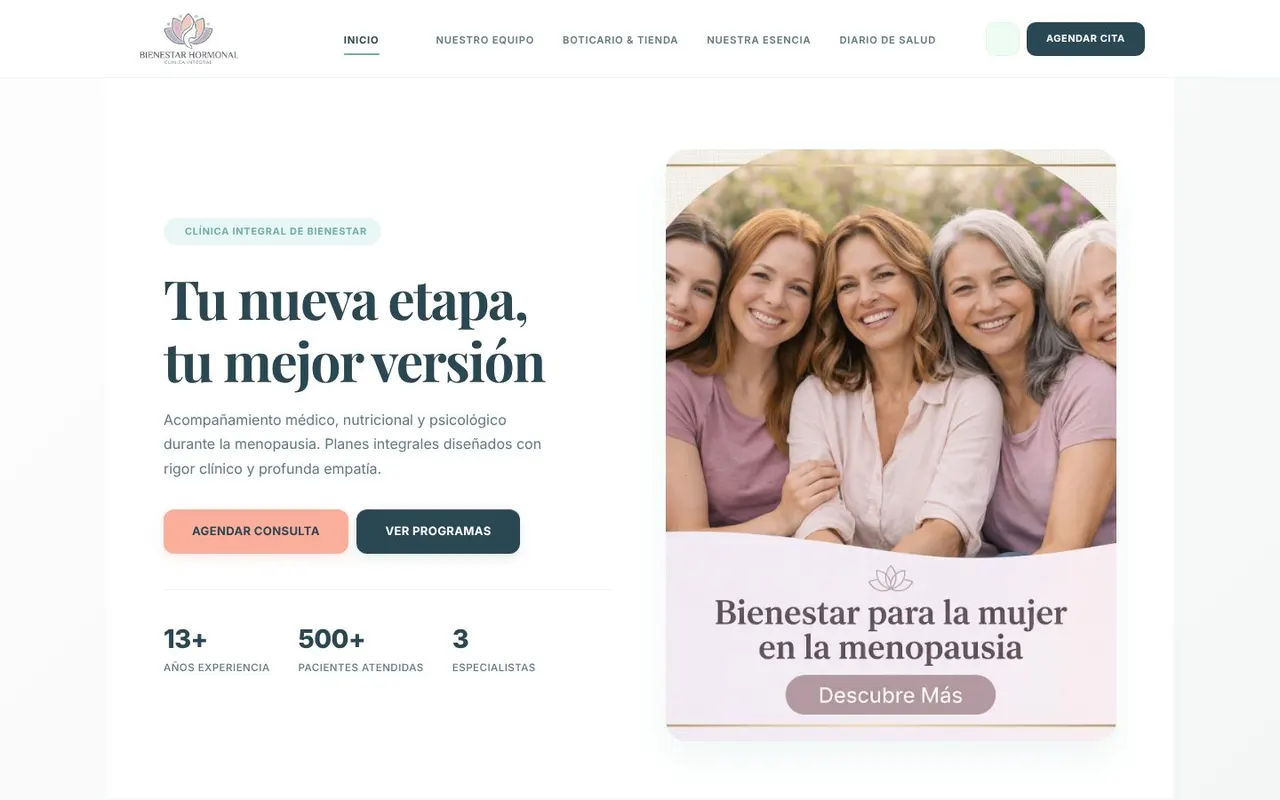 BIENESTAR HORMONAL
CLÍNICA INTEGRAL
INICIO
NUESTRO EQUIPO
BOTICARIO & TIENDA
NUESTRA ESENCIA
DIARIO DE SALUD
AGENDAR CITA
CLÍNICA INTEGRAL DE BIENESTAR
Tu nueva etapa,
tu mejor versión
Acompañamiento médico, nutricional y psicológico
durante la menopausia. Planes integrales diseñados con
rigor clínico y profunda empatía.
AGENDAR CONSULTA
VER PROGRAMAS
13+
AÑOS EXPERIENCIA
500+
PACIENTES ATENDIDAS
3
ESPECIALISTAS
Bienestar para la mujer
en la menopausia
Descubre Más